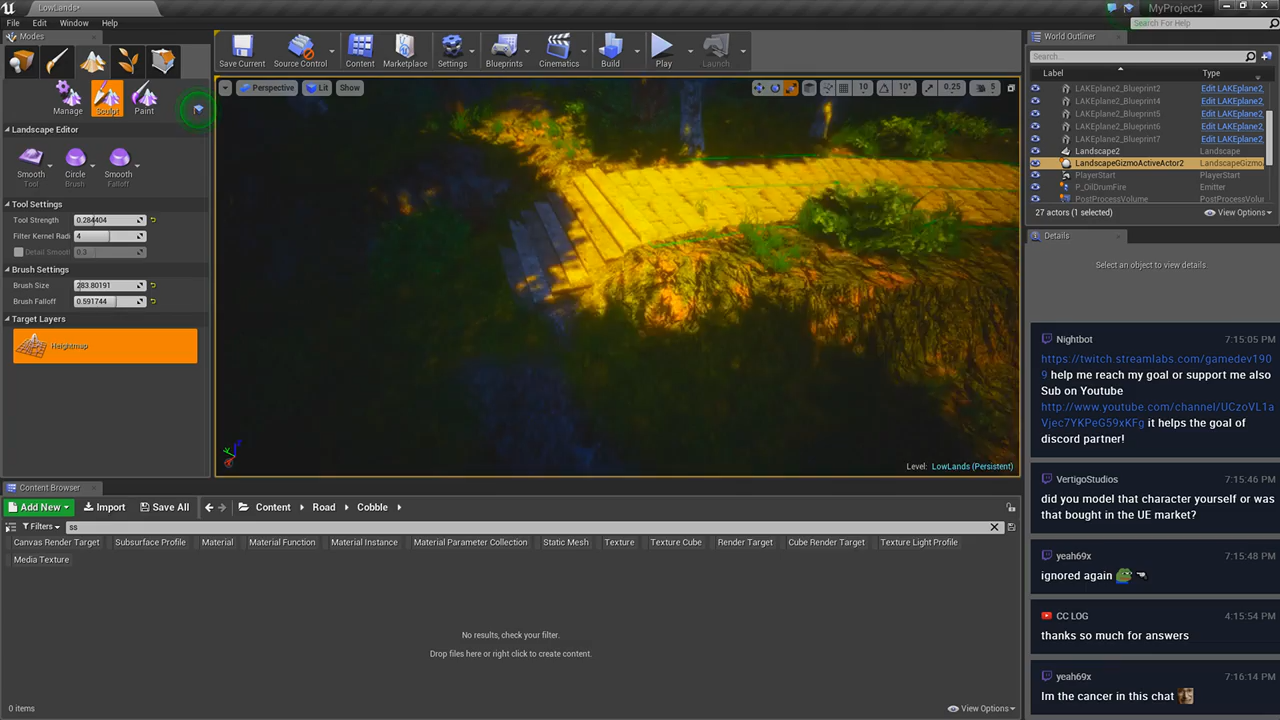 LowLands*
MyProject2
File
Edit
Window
Help
Search For Help
Modes
Manage
Sculpt
Paint
Landscape Editor
Smooth
Tool
Circle
Brush
Smooth
Falloff
Tool Settings
Tool Strength
0.284404
Filter Kernel Radi
4
Detail Smooth
0.3
Brush Settings
Brush Size
283.80191
Brush Falloff
0.591744
Target Layers
Heightmap
Save Current
Source Control
Content
Marketplace
Settings
Blueprints
Cinematics
Build
Play
Launch
Perspective
Lit
Show
10
10°
0.25
5
Level: LowLands (Persistent)
World Outliner
Search...
Label
Type
LAKEplane2_Blueprint2
Edit LAKEplane2_
LAKEplane2_Blueprint4
Edit LAKEplane2_
LAKEplane2_Blueprint5
Edit LAKEplane2_
LAKEplane2_Blueprint6
Edit LAKEplane2_
LAKEplane2_Blueprint7
Edit LAKEplane2_
Landscape2
Landscape
LandscapeGizmoActiveActor2
LandscapeGizmo
PlayerStart
PlayerStart
P_OilDrumFire
Emitter
PostProcessVolume
PostProcessVolu
27 actors (1 selected)
View Options
Details
Select an object to view details.
Nightbot
7:15:05 PM
https://twitch.streamlabs.com/gamedev190
9 help me reach my goal or support me also
Sub on Youtube
http://www.youtube.com/channel/UCzoVL1a
Vjec7YKPeG59xKFg it helps the goal of
discord partner!
VertigoStudios
7:15:46 PM
did you model that character yourself or was
that bought in the UE market?
yeah69x
7:15:48 PM
ignored again
CC LOG
4:15:54 PM
thanks so much for answers
yeah69x
7:16:14 PM
Im the cancer in this chat
Content Browser
Add New
Import
Save All
Content
Road
Cobble
Filters
ss
Canvas Render Target
Subsurface Profile
Material
Material Function
Material Instance
Material Parameter Collection
Static Mesh
Texture
Texture Cube
Render Target
Cube Render Target
Texture Light Profile
Media Texture
No results, check your filter.
Drop files here or right click to create content.
0 items
View Options